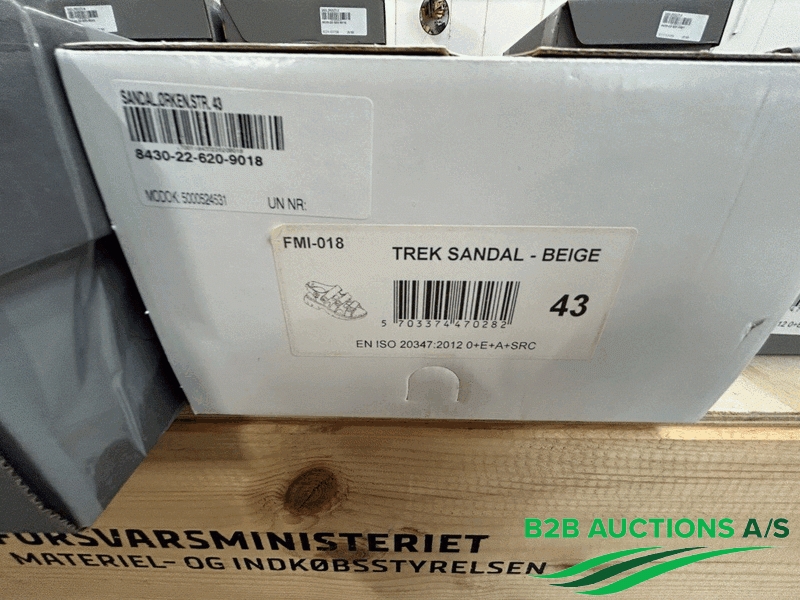 SANDAL,ØRKEN,STR. 43
8430-22-620-9018
MODOK: 5000524531
UN NR:
FMI-018
TREK SANDAL - BEIGE
5 703374 470282
43
EN ISO 20347:2012 0+E+A+SRC
FORSVARSMINISTERIET
MATERIEL- OG INDKØBSSTYRELSEN
B2B AUCTIONS A/S